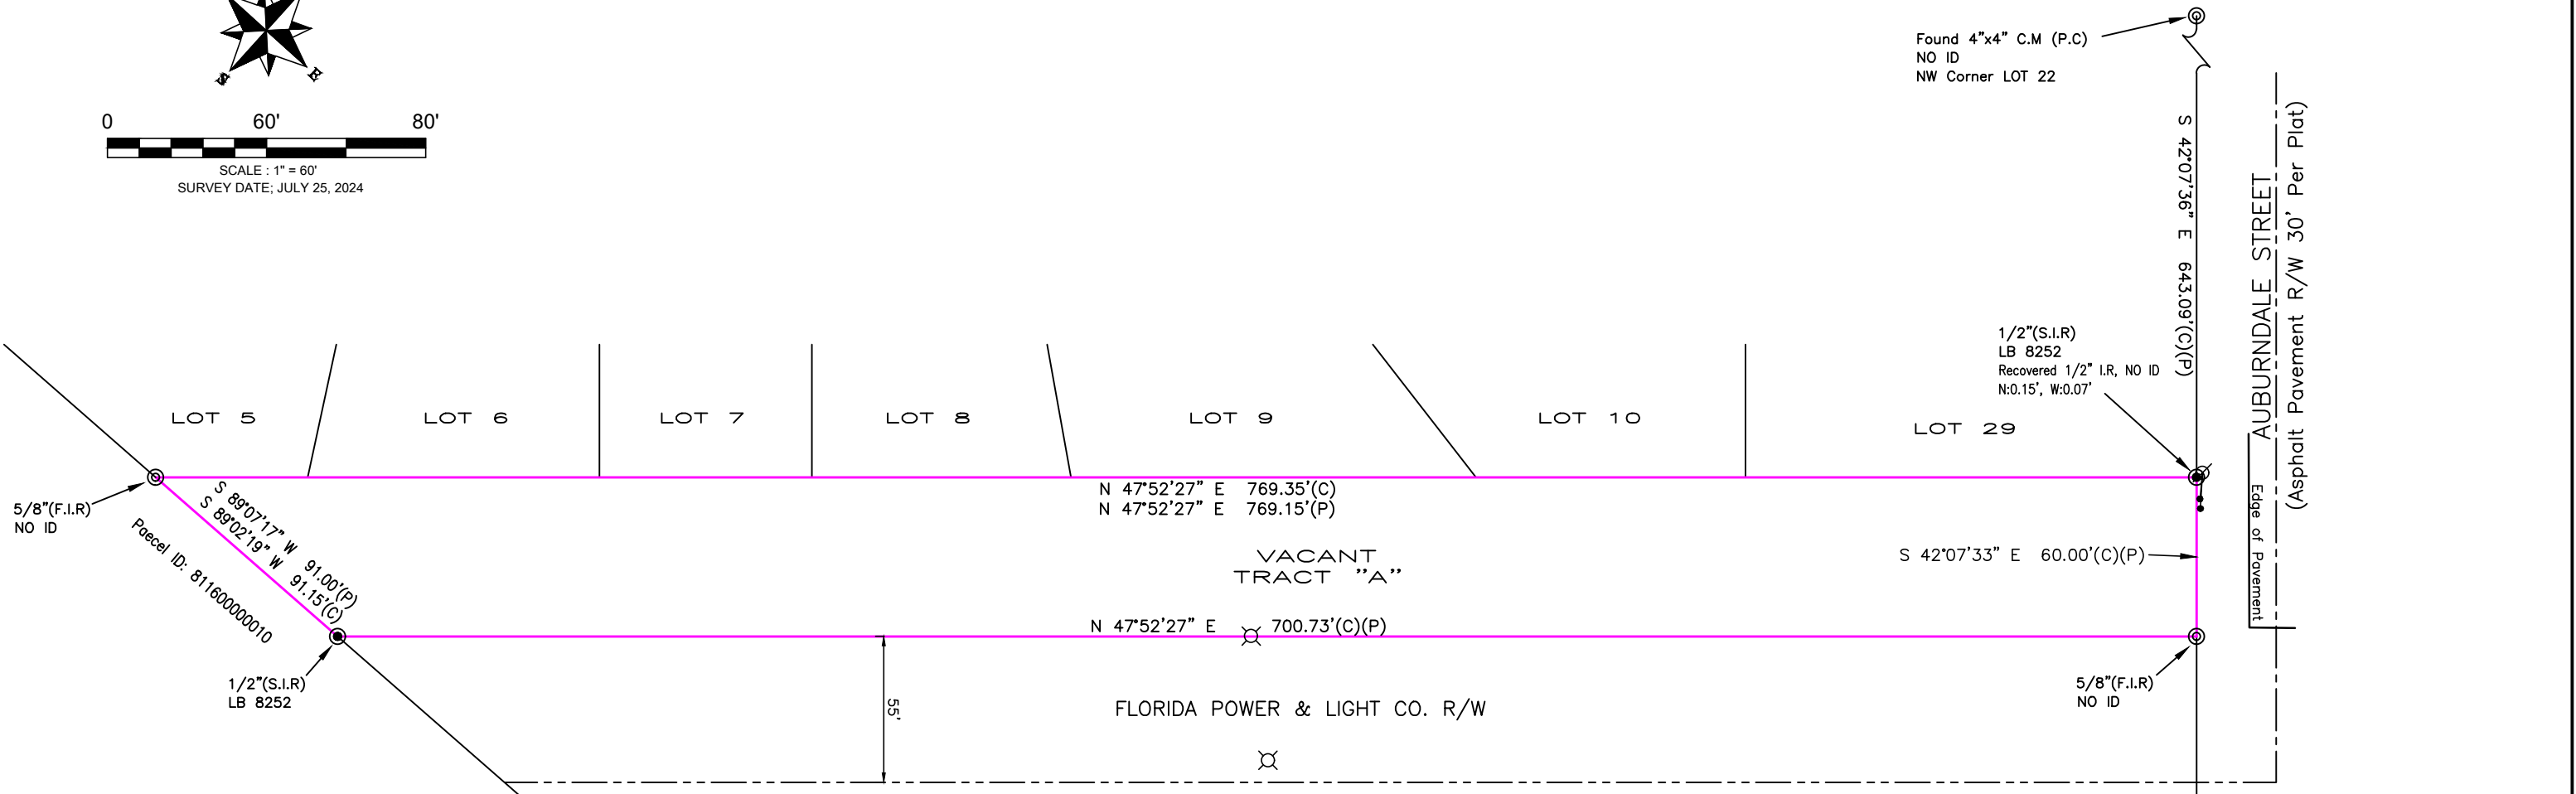 S
E
0 60' 80'
SCALE : 1" = 60'
SURVEY DATE; JULY 25, 2024
Found 4"x4" C.M (P.C)
NO ID
NW Corner LOT 22
S 42°07'36" E 643.09'(C)(P)
AUBURNDALE STREET
(Asphalt Pavement R/W 30' Per Plat)
1/2"(S.I.R)
LB 8252
Recovered 1/2" I.R, NO ID
N:0.15', W:0.07'
LOT 5
LOT 6
LOT 7
LOT 8
LOT 9
LOT 10
LOT 29
N 47°52'27" E 769.35'(C)
N 47°52'27" E 769.15'(P)
5/8"(F.I.R)
NO ID
S 89°07'17" W 91.00'(P)
S 89°02'19" W 91.15'(C)
Paecel ID: 81160000010
VACANT
TRACT "A"
S 42°07'33" E 60.00'(C)(P)
Edge of Pavement
N 47°52'27" E 700.73'(C)(P)
1/2"(S.I.R)
LB 8252
55'
FLORIDA POWER & LIGHT CO. R/W
5/8"(F.I.R)
NO ID